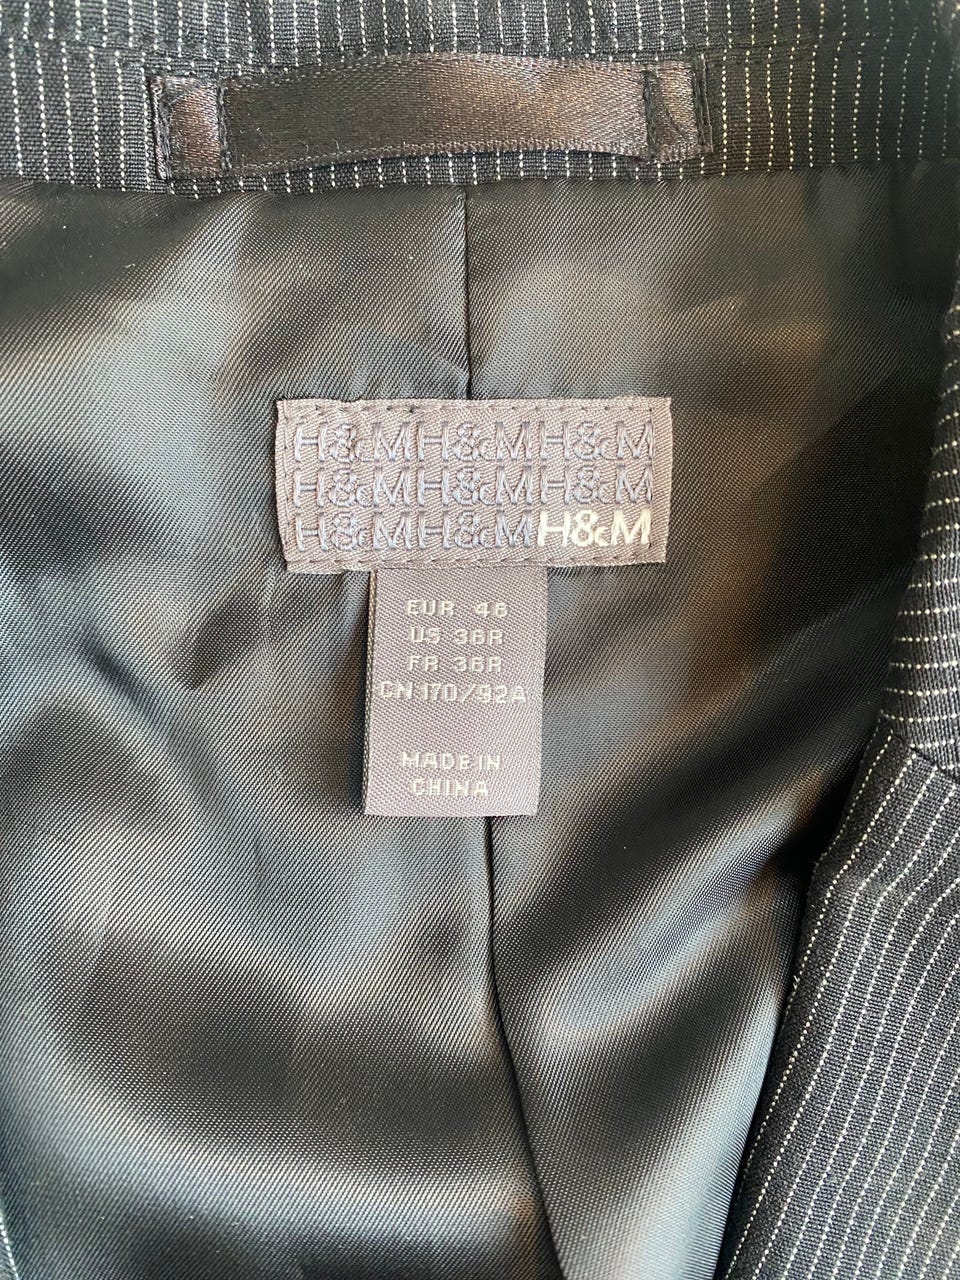 H&M H&M H&M
H&M H&M H&M
H&M H&M H&M
EUR 46
US 36R
FR 36R
CN 170/92A
MADE IN
CHINA